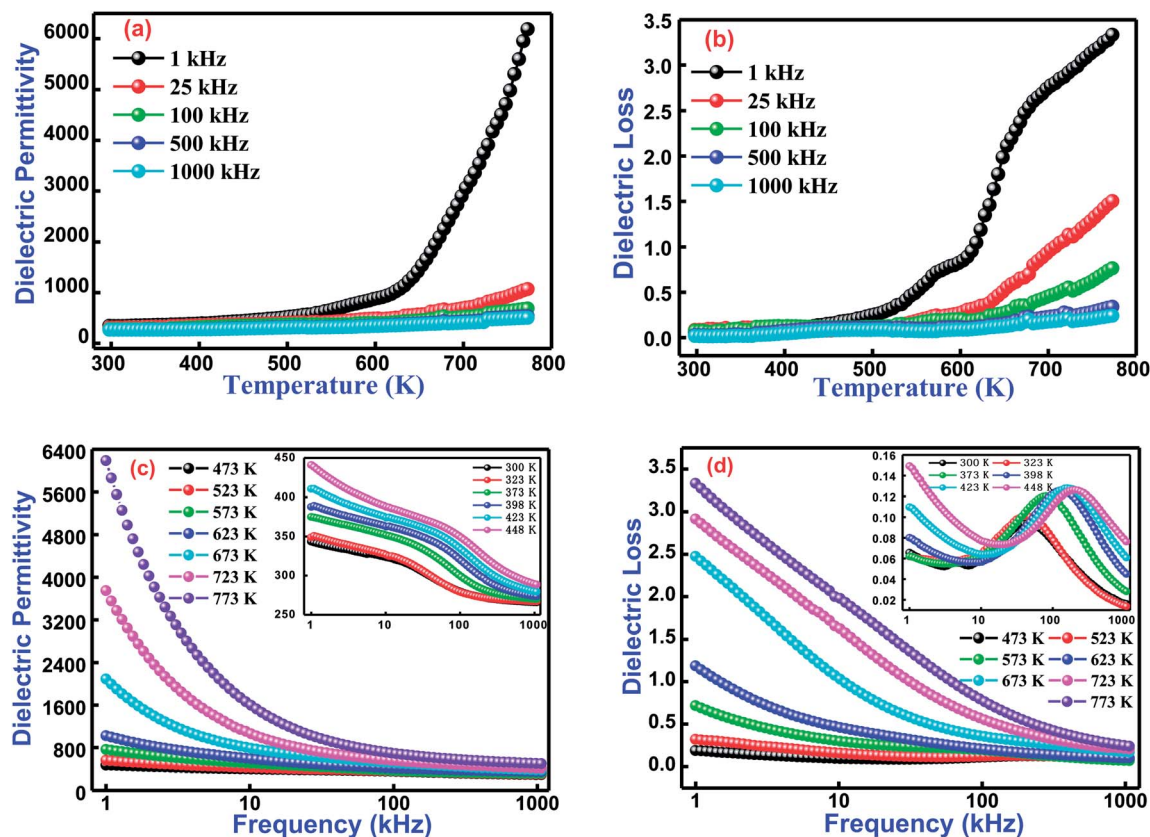 (a)
1 kHz
25 kHz
100 kHz
500 kHz
1000 kHz
6000
5000
4000
3000
2000
1000
0
300 400 500 600 700 800
Dielectric Permittivity
Temperature (K)
(b)
1 kHz
25 kHz
100 kHz
500 kHz
1000 kHz
3.5
3.0
2.5
2.0
1.5
1.0
0.5
0.0
300 400 500 600 700 800
Dielectric Loss
Temperature (K)
(c)
473 K
523 K
573 K
623 K
673 K
723 K
773 K
6400
5600
4800
4000
3200
2400
1600
800
0
1 10 100 1000
Dielectric Permittivity
Frequency (kHz)
450
400
350
300
250
1 10 100 1000
300 K
323 K
373 K
398 K
423 K
448 K
(d)
3.5
3.0
2.5
2.0
1.5
1.0
0.5
0.0
1 10 100 1000
Dielectric Loss
Frequency (kHz)
0.16
0.14
0.12
0.10
0.08
0.06
0.04
0.02
1 10 100 1000
300 K 323 K
373 K 398 K
423 K 448 K
473 K 523 K
573 K 623 K
673 K 723 K
773 K